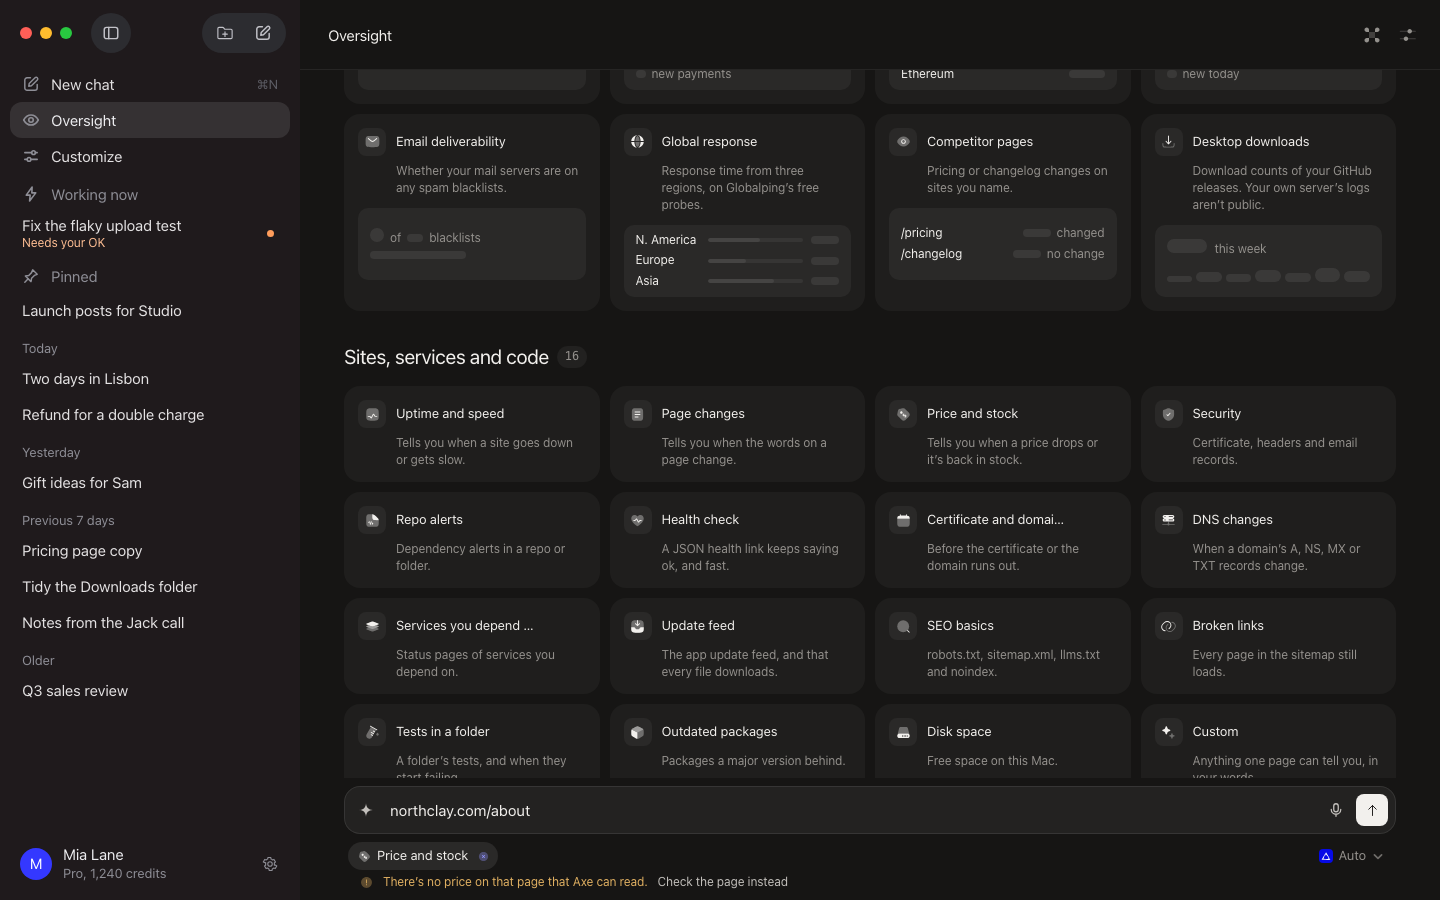 Oversight
New chat
⌘N
Oversight
Customize
Working now
Fix the flaky upload test
Needs your OK
Pinned
Launch posts for Studio
Today
Two days in Lisbon
Refund for a double charge
Yesterday
Gift ideas for Sam
Previous 7 days
Pricing page copy
Tidy the Downloads folder
Notes from the Jack call
Older
Q3 sales review
M
Mia Lane
Pro, 1,240 credits
new payments
Ethereum
new today
Email deliverability
Whether your mail servers are on
any spam blacklists.
of blacklists
Global response
Response time from three
regions, on Globalping's free
probes.
N. America
Europe
Asia
Competitor pages
Pricing or changelog changes on
sites you name.
/pricing changed
/changelog no change
Desktop downloads
Download counts of your GitHub
releases. Your own server's logs
aren't public.
this week
Sites, services and code 16
Uptime and speed
Tells you when a site goes down
or gets slow.
Page changes
Tells you when the words on a
page change.
Price and stock
Tells you when a price drops or
it's back in stock.
Security
Certificate, headers and email
records.
Repo alerts
Dependency alerts in a repo or
folder.
Health check
A JSON health link keeps saying
ok, and fast.
Certificate and domai...
Before the certificate or the
domain runs out.
DNS changes
When a domain's A, NS, MX or
TXT records change.
Services you depend ...
Status pages of services you
depend on.
Update feed
The app update feed, and that
every file downloads.
SEO basics
robots.txt, sitemap.xml, llms.txt
and noindex.
Broken links
Every page in the sitemap still
loads.
Tests in a folder
A folder's tests, and when they
start failing.
Outdated packages
Packages a major version behind.
Disk space
Free space on this Mac.
Custom
Anything one page can tell you, in
your words.
northclay.com/about
Price and stock
Auto
There's no price on that page that Axe can read. Check the page instead